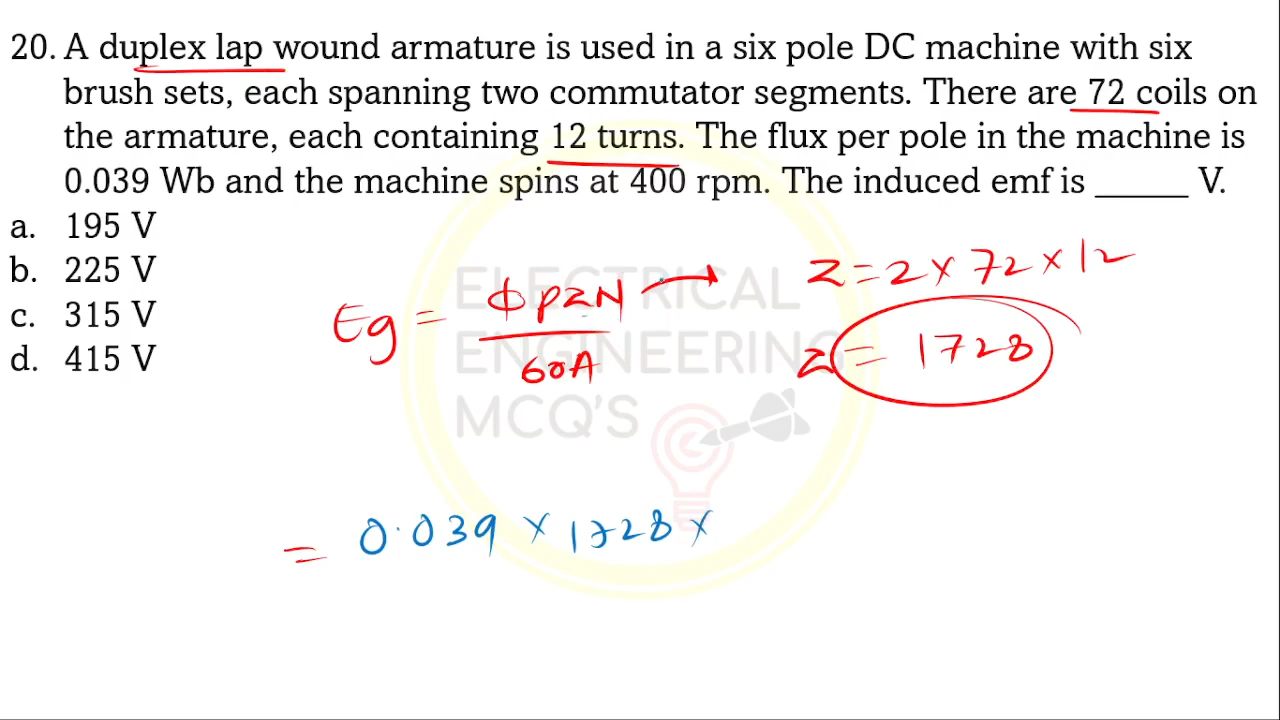 20. A duplex lap wound armature is used in a six pole DC machine with six
brush sets, each spanning two commutator segments. There are 72 coils on
the armature, each containing 12 turns. The flux per pole in the machine is
0.039 Wb and the machine spins at 400 rpm. The induced emf is _____ V.
a. 195 V
b. 225 V
c. 315 V
d. 415 V
ELECTRICAL
ENGINEERING
MCQ'S
Eg = ϕPZN
60A
→ Z = 2 × 72 × 12
Z = 1728
= 0.039 × 1728 ×